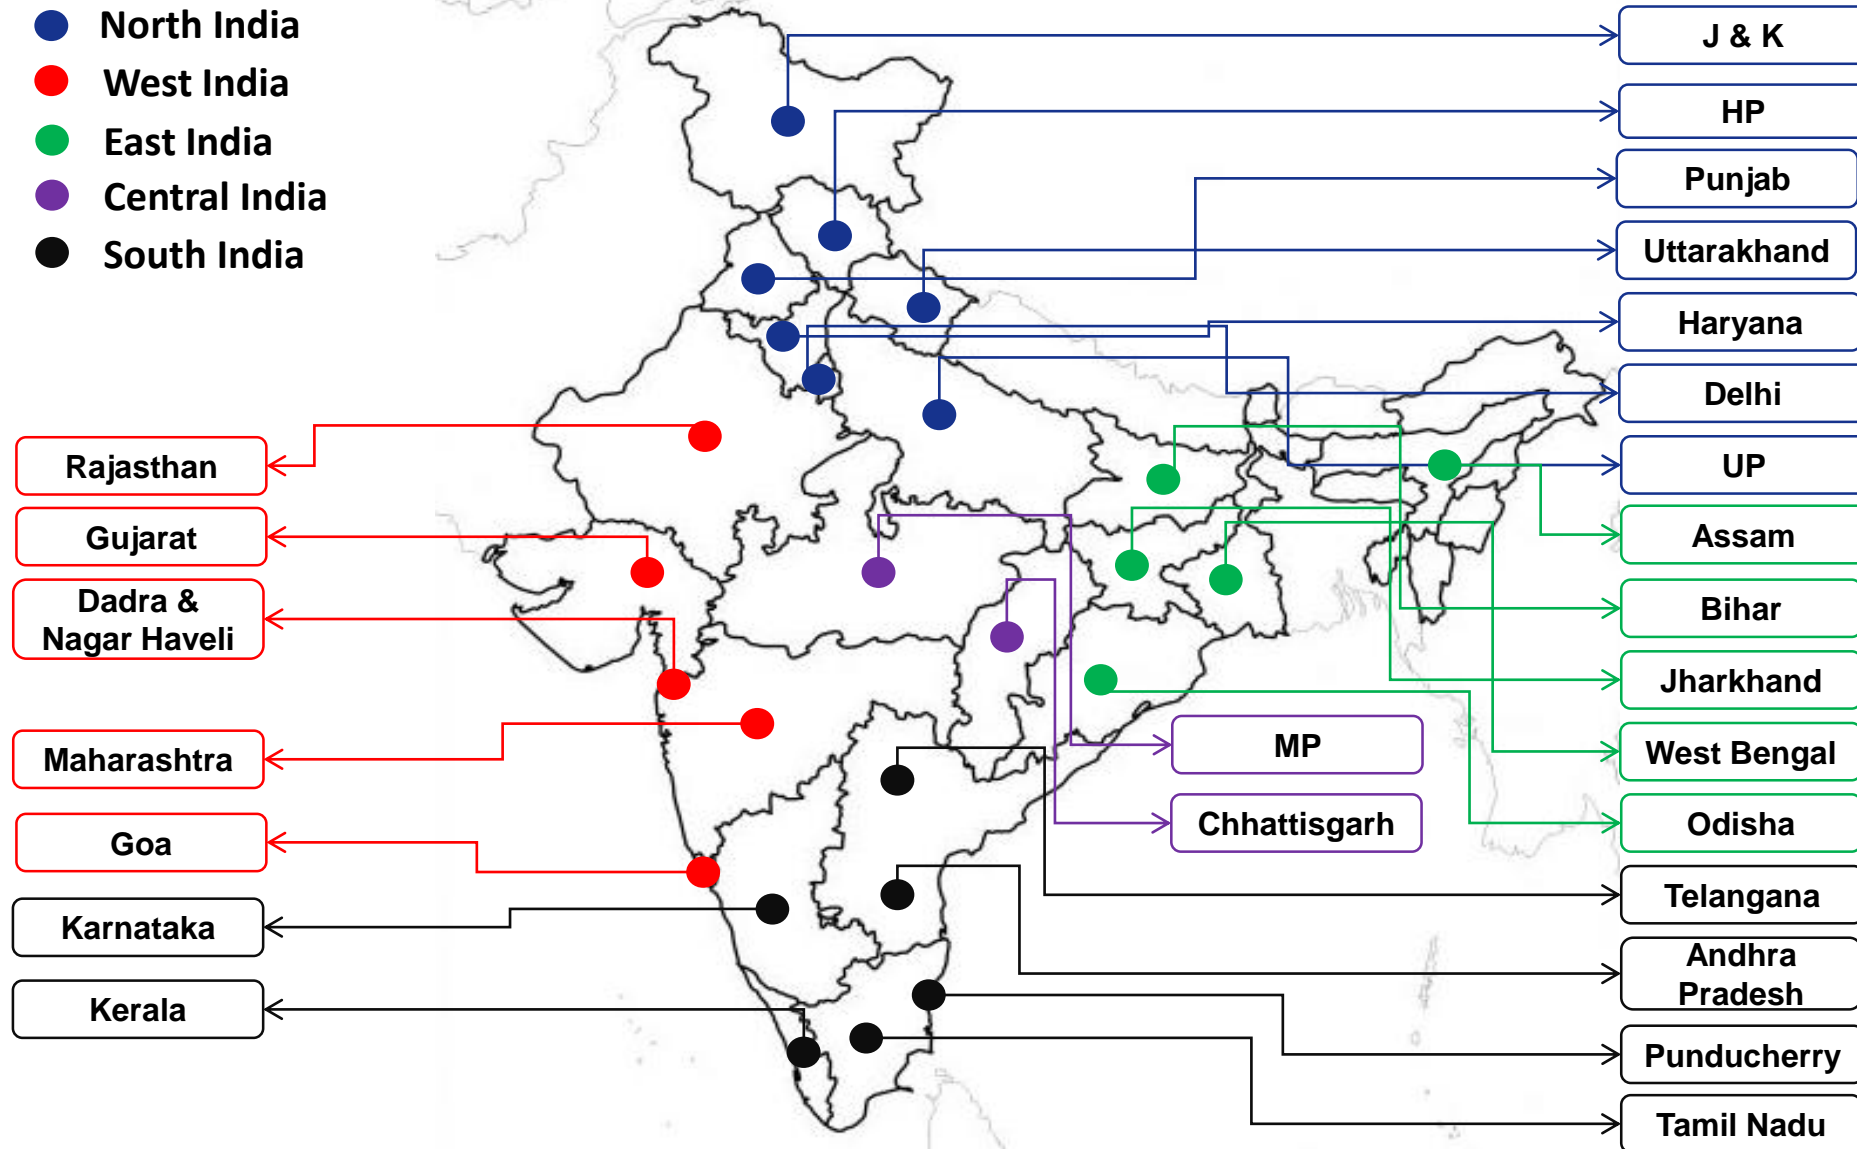 North India
West India
East India
Central India
South India
Rajasthan
Gujarat
Dadra &
Nagar Haveli
Maharashtra
Goa
Karnataka
Kerala
MP
Chhattisgarh
J & K
HP
Punjab
Uttarakhand
Haryana
Delhi
UP
Assam
Bihar
Jharkhand
West Bengal
Odisha
Telangana
Andhra
Pradesh
Punducherry
Tamil Nadu